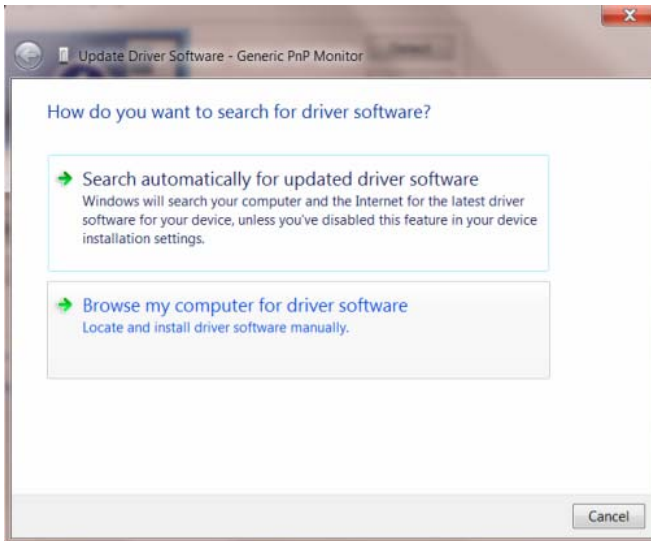 Update Driver Software - Generic PnP Monitor
How do you want to search for driver software?
Search automatically for updated driver software
Windows will search your computer and the Internet for the latest driver
software for your device, unless you've disabled this feature in your device
installation settings.
Browse my computer for driver software
Locate and install driver software manually.
Cancel